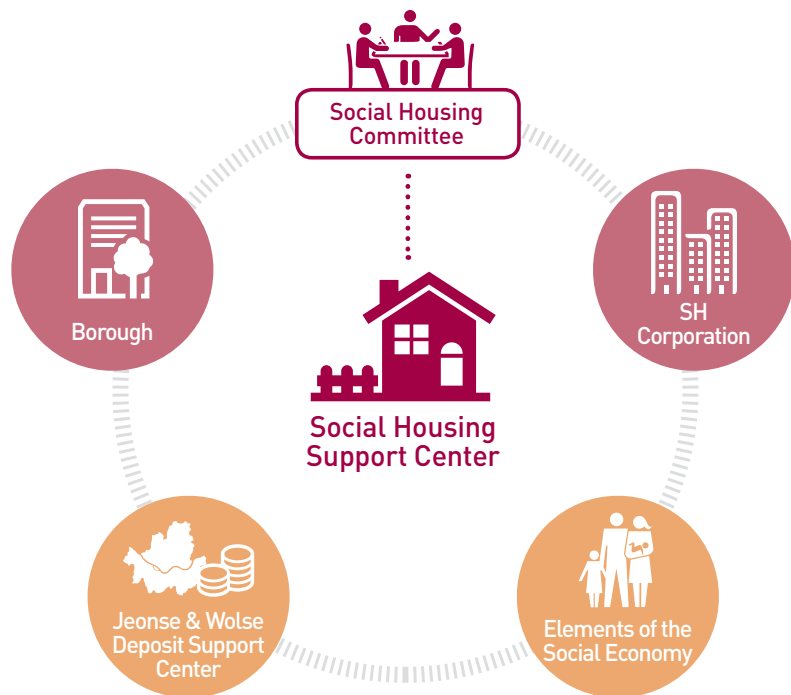 Social Housing
Committee
Borough
SH
Corporation
Social Housing
Support Center
Jeonse & Wolse
Deposit Support
Center
Elements of the
Social Economy